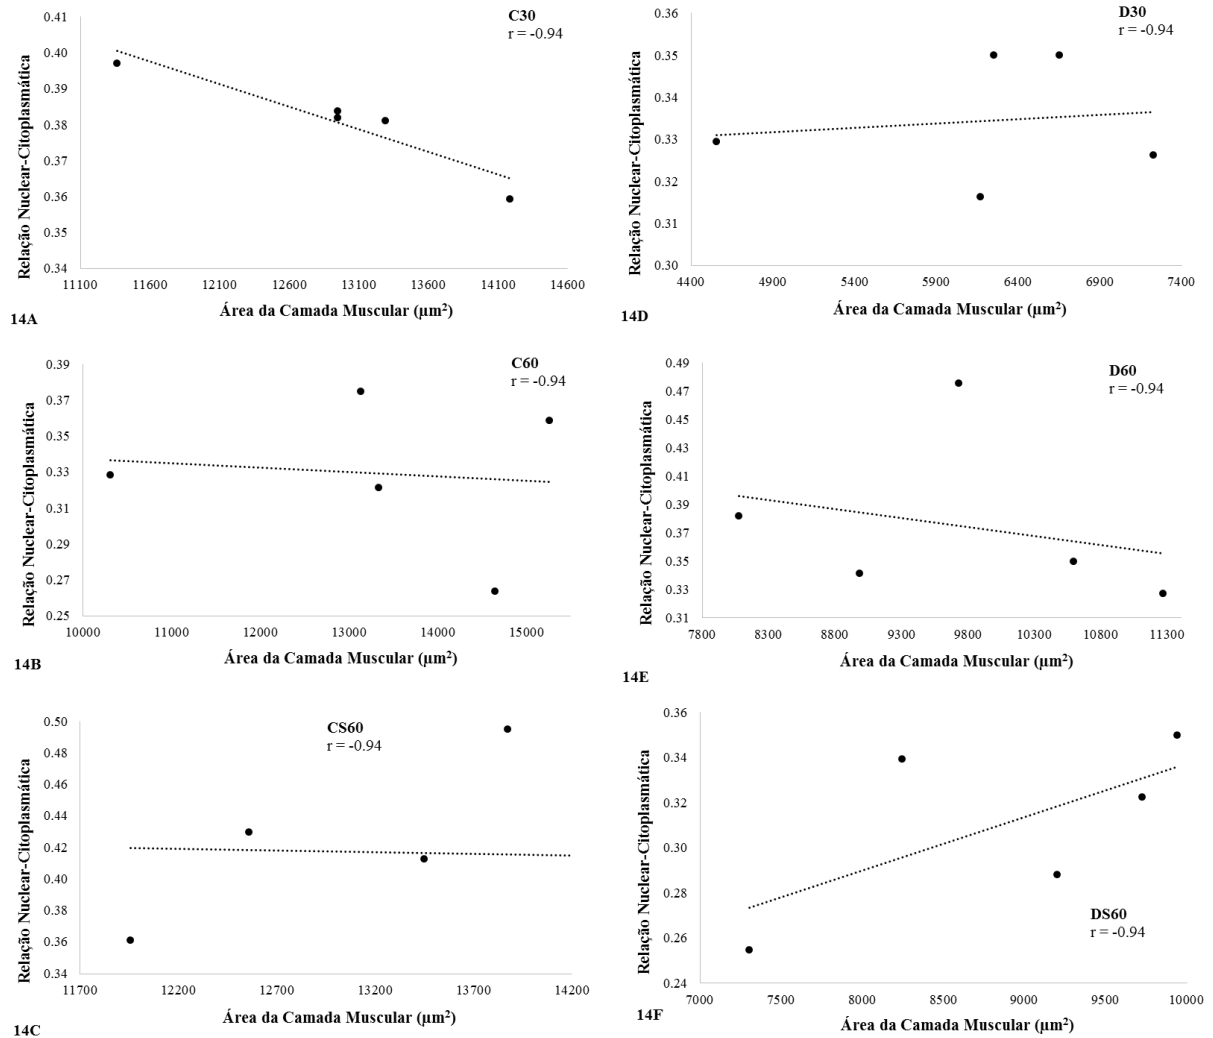 C30
r = -0.94
Relação Nuclear-Citoplasmática
0.41
0.40
0.39
0.38
0.37
0.36
0.35
0.34
11100 11600 12100 12600 13100 13600 14100 14600
Área da Camada Muscular (µm²)
14A
D30
r = -0.94
Relação Nuclear-Citoplasmática
0.36
0.35
0.34
0.33
0.32
0.31
0.30
4400 4900 5400 5900 6400 6900 7400
Área da Camada Muscular (µm²)
14D
C60
r = -0.94
Relação Nuclear-Citoplasmática
0.39
0.37
0.35
0.33
0.31
0.29
0.27
0.25
10000 11000 12000 13000 14000 15000
Área da Camada Muscular (µm²)
14B
D60
r = -0.94
Relação Nuclear-Citoplasmática
0.49
0.47
0.45
0.43
0.41
0.39
0.37
0.35
0.33
0.31
7800 8300 8800 9300 9800 10300 10800 11300
Área da Camada Muscular (µm²)
14E
CS60
r = -0.94
Relação Nuclear-Citoplasmática
0.50
0.48
0.46
0.44
0.42
0.40
0.38
0.36
0.34
11700 12200 12700 13200 13700 14200
Área da Camada Muscular (µm²)
14C
Relação Nuclear-Citoplasmática
0.36
0.34
0.32
0.30
0.28
0.26
0.24
DS60
r = -0.94
7000 7500 8000 8500 9000 9500 10000
Área da Camada Muscular (µm²)
14F